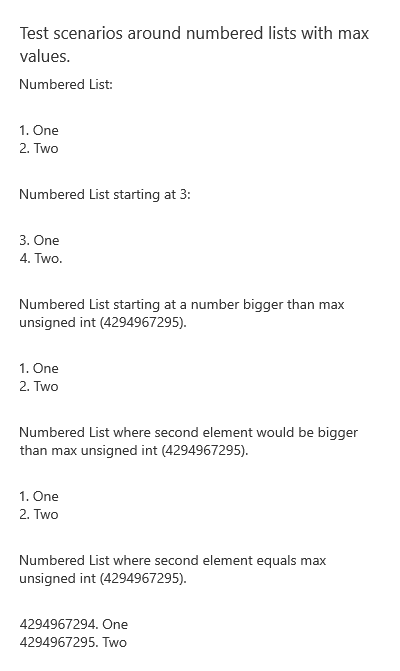 Test scenarios around numbered lists with max
values.
Numbered List:
1. One
2. Two
Numbered List starting at 3:
3. One
4. Two.
Numbered List starting at a number bigger than max
unsigned int (4294967295).
1. One
2. Two
Numbered List where second element would be bigger
than max unsigned int (4294967295).
1. One
2. Two
Numbered List where second element equals max
unsigned int (4294967295).
4294967294. One
4294967295. Two